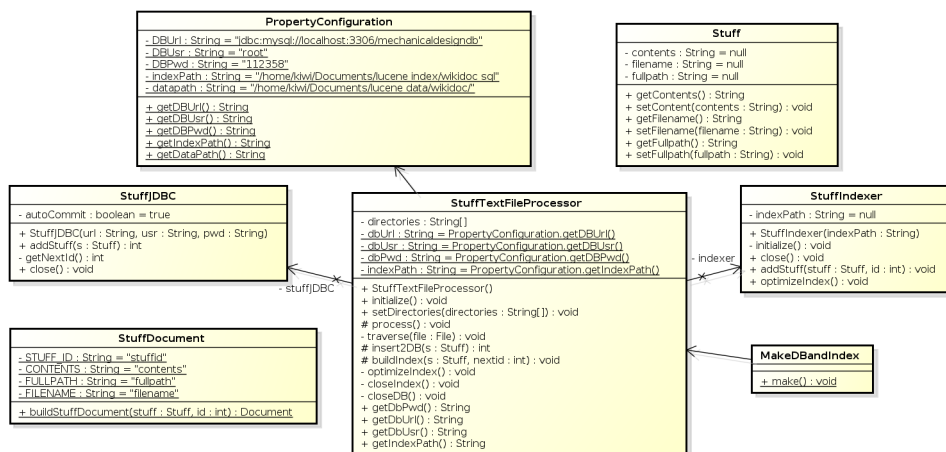 PropertyConfiguration
- DBUrl : String = "jdbc:mysql://localhost:3306/mechanicaldesigndb"
- DBUsr : String = "root"
- DBPwd : String = "112358"
- indexPath : String = "/home/kiwi/Documents/lucene index/wikidoc sql"
- datapath : String = "/home/kiwi/Documents/lucene data/wikidoc/"
+ getDBUrl() : String
+ getDBUsr() : String
+ getDBPwd() : String
+ getIndexPath() : String
+ getDataPath() : String
Stuff
- contents : String = null
- filename : String = null
- fullpath : String = null
+ getContents() : String
+ setContent(contents : String) : void
+ getFilename() : String
+ setFilename(filename : String) : void
+ getFullpath() : String
+ setFullpath(fullpath : String) : void
StuffJDBC
- autoCommit : boolean = true
+ StuffJDBC(url : String, usr : String, pwd : String)
+ addStuff(s : Stuff) : int
- getNextId() : int
+ close() : void
- stuffJDBC
StuffTextFileProcessor
- directories : String[]
- dbUrl : String = PropertyConfiguration.getDBUrl()
- dbUsr : String = PropertyConfiguration.getDBUsr()
- dbPwd : String = PropertyConfiguration.getDBPwd()
- indexPath : String = PropertyConfiguration.getIndexPath()
+ StuffTextFileProcessor()
+ initialize() : void
+ setDirectories(directories : String[]) : void
# process() : void
- traverse(file : File) : void
# insert2DB(s : Stuff) : int
# buildIndex(s : Stuff, nextid : int) : void
- optimizeIndex() : void
- closeIndex() : void
- closeDB() : void
+ getDbPwd() : String
+ getDbUrl() : String
+ getDbUsr() : String
+ getIndexPath() : String
- indexer
StuffIndexer
- indexPath : String = null
+ StuffIndexer(indexPath : String)
- initialize() : void
+ close() : void
+ addStuff(stuff : Stuff, id : int) : void
+ optimizeIndex() : void
StuffDocument
- STUFF_ID : String = "stuffid"
- CONTENTS : String = "contents"
- FULLPATH : String = "fullpath"
- FILENAME : String = "filename"
+ buildStuffDocument(stuff : Stuff, id : int) : Document
MakeDBandIndex
+ make() : void